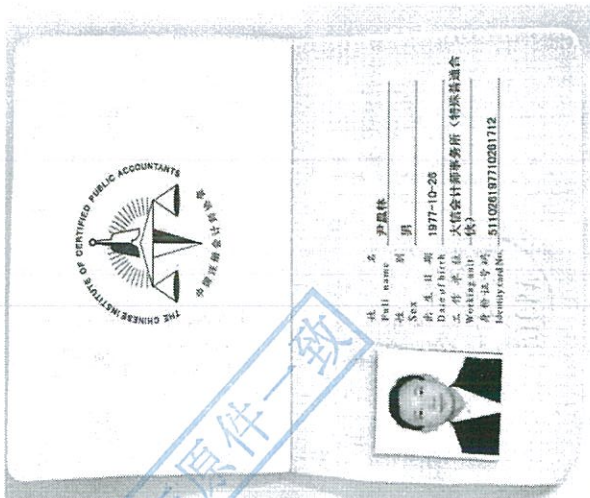 THE CHINESE INSTITUTE OF CERTIFIED PUBLIC ACCOUNTANTS
中国注册会计师协会
姓 名 尹磊林
Full name
性 别 男
Sex
出 生 日 期 1977-10-26
Date of birth
工 作 单 位 大信会计师事务所（特殊普通合
Working unit 伙）
身份证号码 511026197710261712
Identity card No.
原件一致